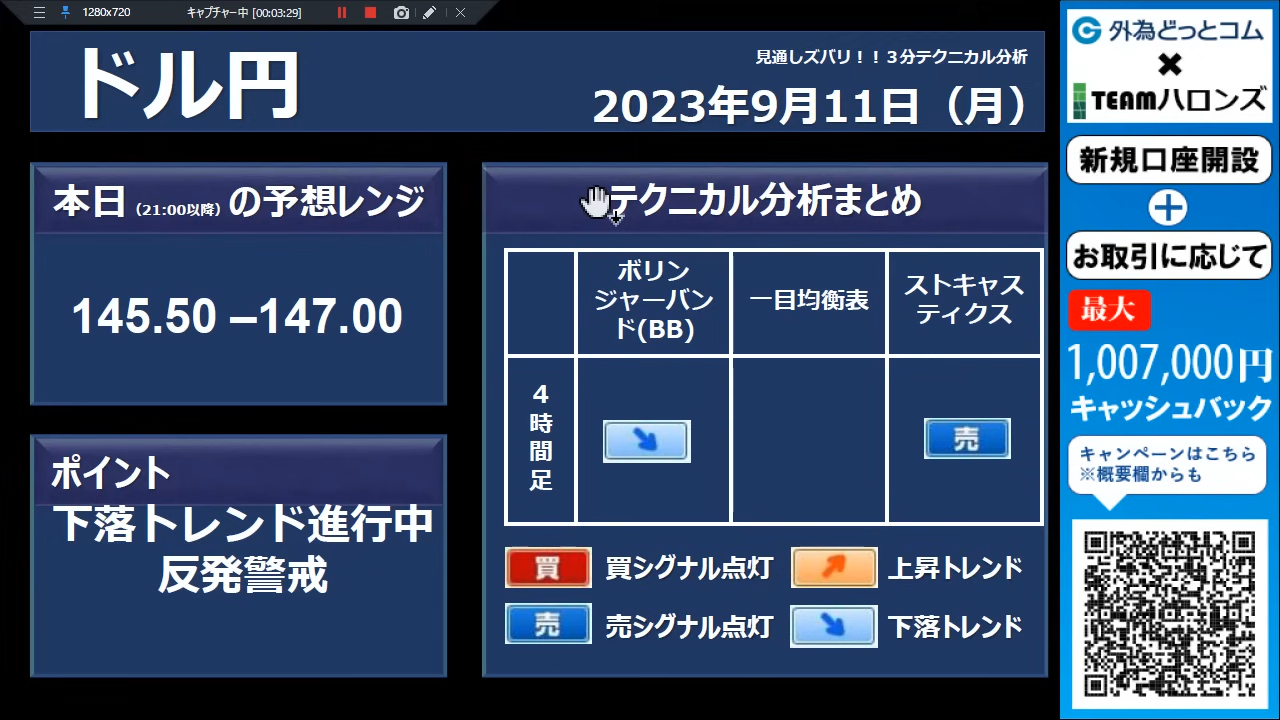 1280x720
キャプチャー中 [00:03:29]
ドル円
見通しズバリ！！３分テクニカル分析
2023年9月11日（月）
本日（21:00以降）の予想レンジ
145.50 –147.00
ポイント
下落トレンド進行中
反発警戒
テクニカル分析まとめ
ボリン
ジャーバン
ド(BB)
一目均衡表
ストキャス
ティクス
４
時
間
足
売
買
買シグナル点灯
上昇トレンド
売
売シグナル点灯
下落トレンド
外為どっとコム
×
TEAMハロンズ
新規口座開設
＋
お取引に応じて
最大
1,007,000円
キャッシュバック
キャンペーンはこちら
※概要欄からも